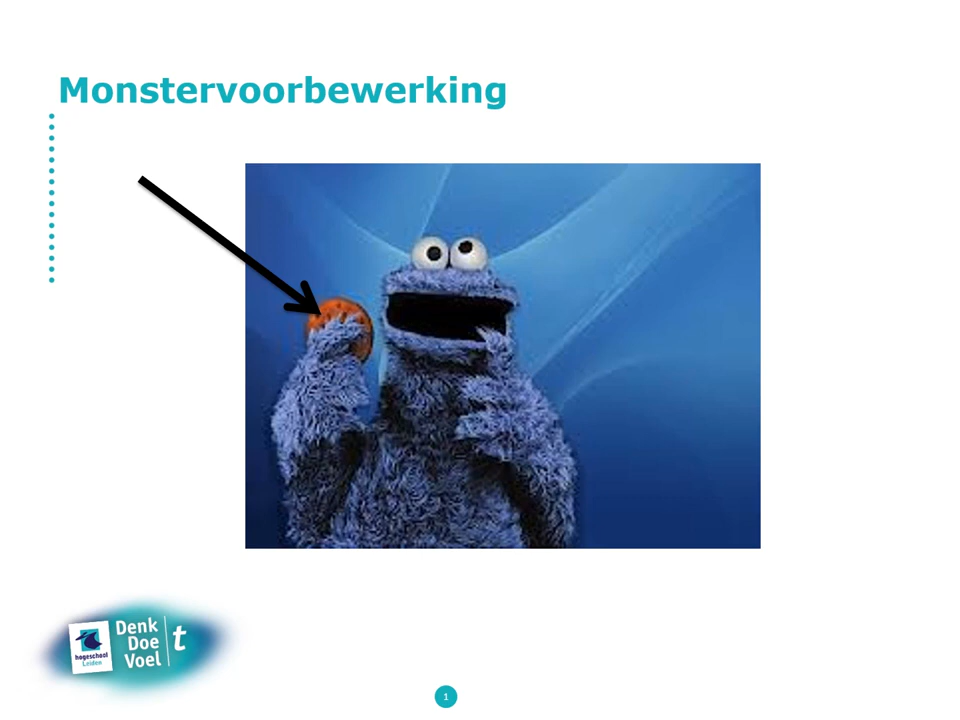 Monstervoorbewerking
Denk
Doe
Voel
t
hogeschool
Leiden
1